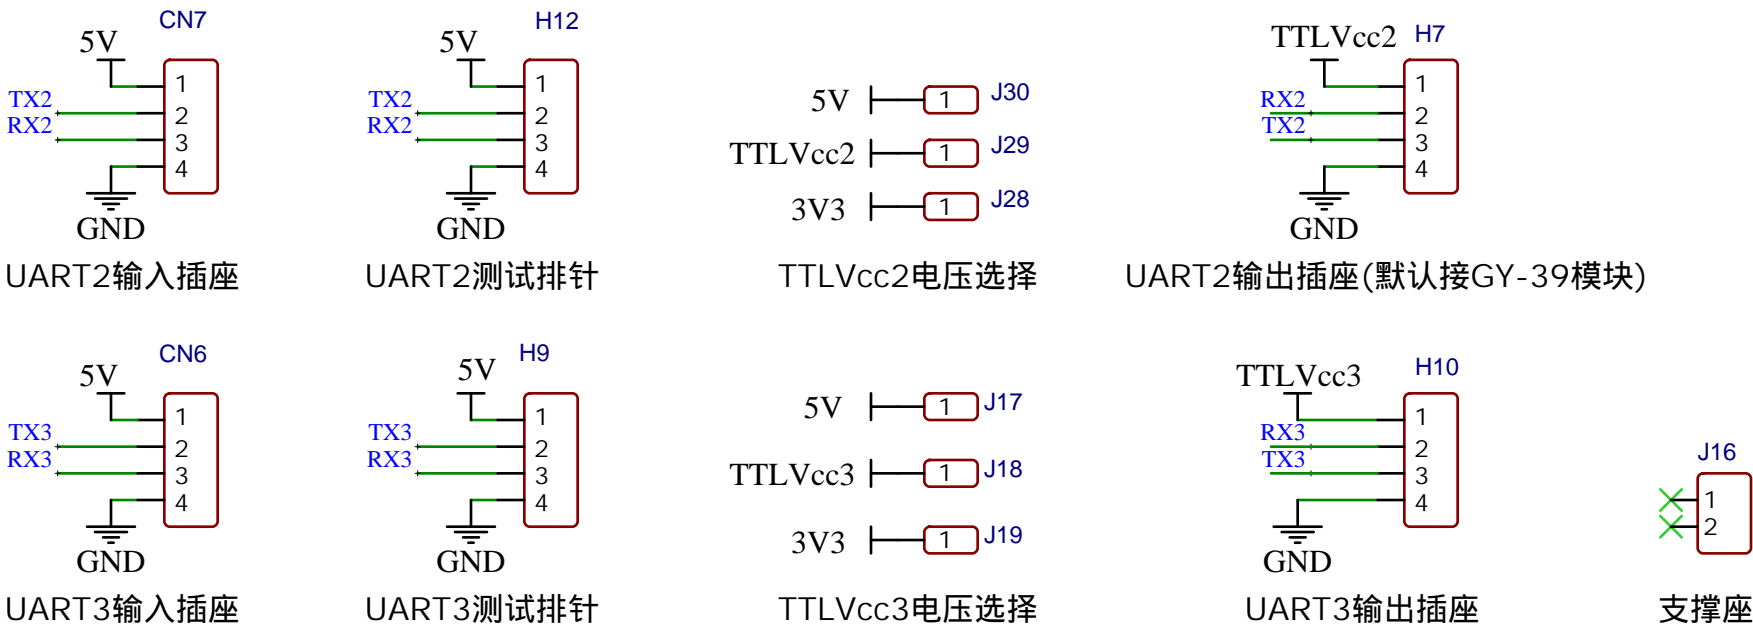 CN7
5V
1
TX2
2
RX2
3
4
GND
UART2输入插座
H12
5V
1
TX2
2
RX2
3
4
GND
UART2测试排针
5V 1 J30
TTLVcc2 1 J29
3V3 1 J28
TTLVcc2电压选择
TTLVcc2 H7
1
RX2
2
TX2
3
4
GND
UART2输出插座(默认接GY-39模块)
CN6
5V
1
TX3
2
RX3
3
4
GND
UART3输入插座
H9
5V
1
TX3
2
RX3
3
4
GND
UART3测试排针
5V 1 J17
TTLVcc3 1 J18
3V3 1 J19
TTLVcc3电压选择
H10
TTLVcc3
1
RX3
2
TX3
3
4
GND
UART3输出插座
J16
1
2
支撑座